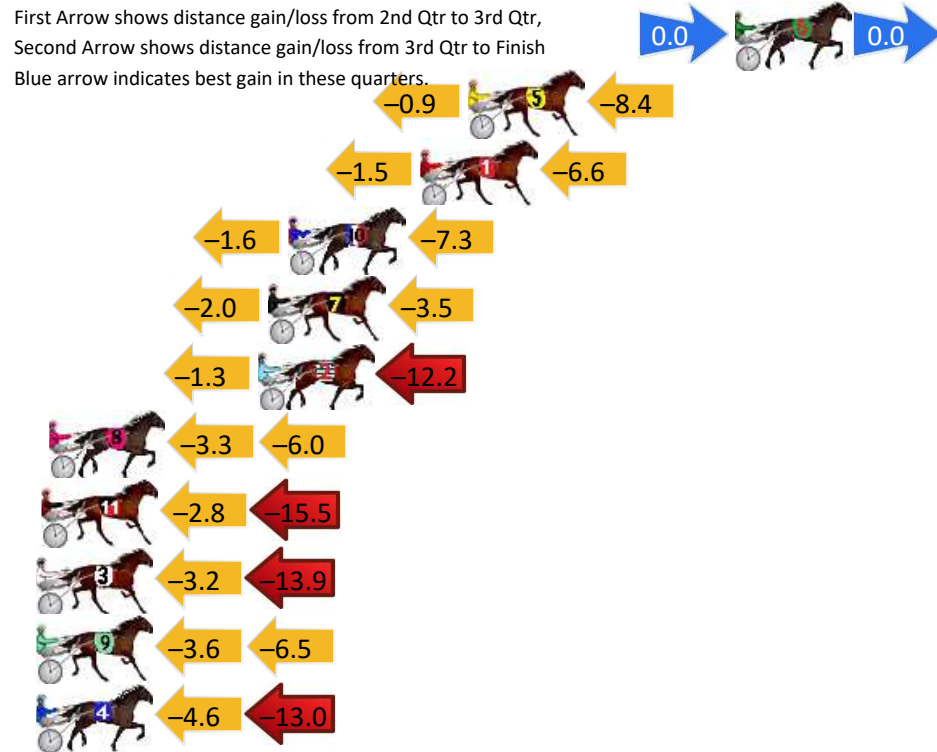 First Arrow shows distance gain/loss from 2nd Qtr to 3rd Qtr,
Second Arrow shows distance gain/loss from 3rd Qtr to Finish
Blue arrow indicates best gain in these quarters.
0.0 6 0.0
–0.9 5 –8.4
–1.5 1 –6.6
–1.6 10 –7.3
–2.0 7 –3.5
–1.3 2 –12.2
8 –3.3 –6.0
11 –2.8 –15.5
3 –3.2 –13.9
9 –3.6 –6.5
4 –4.6 –13.0